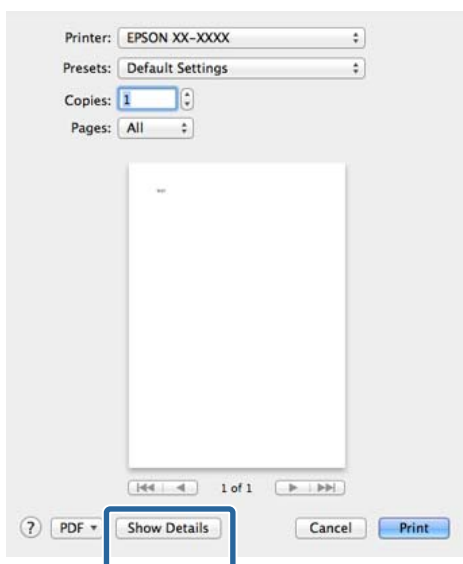 Printer: EPSON XX-XXXX
Presets: Default Settings
Copies: 1
Pages: All
1 of 1
? PDF Show Details Cancel Print